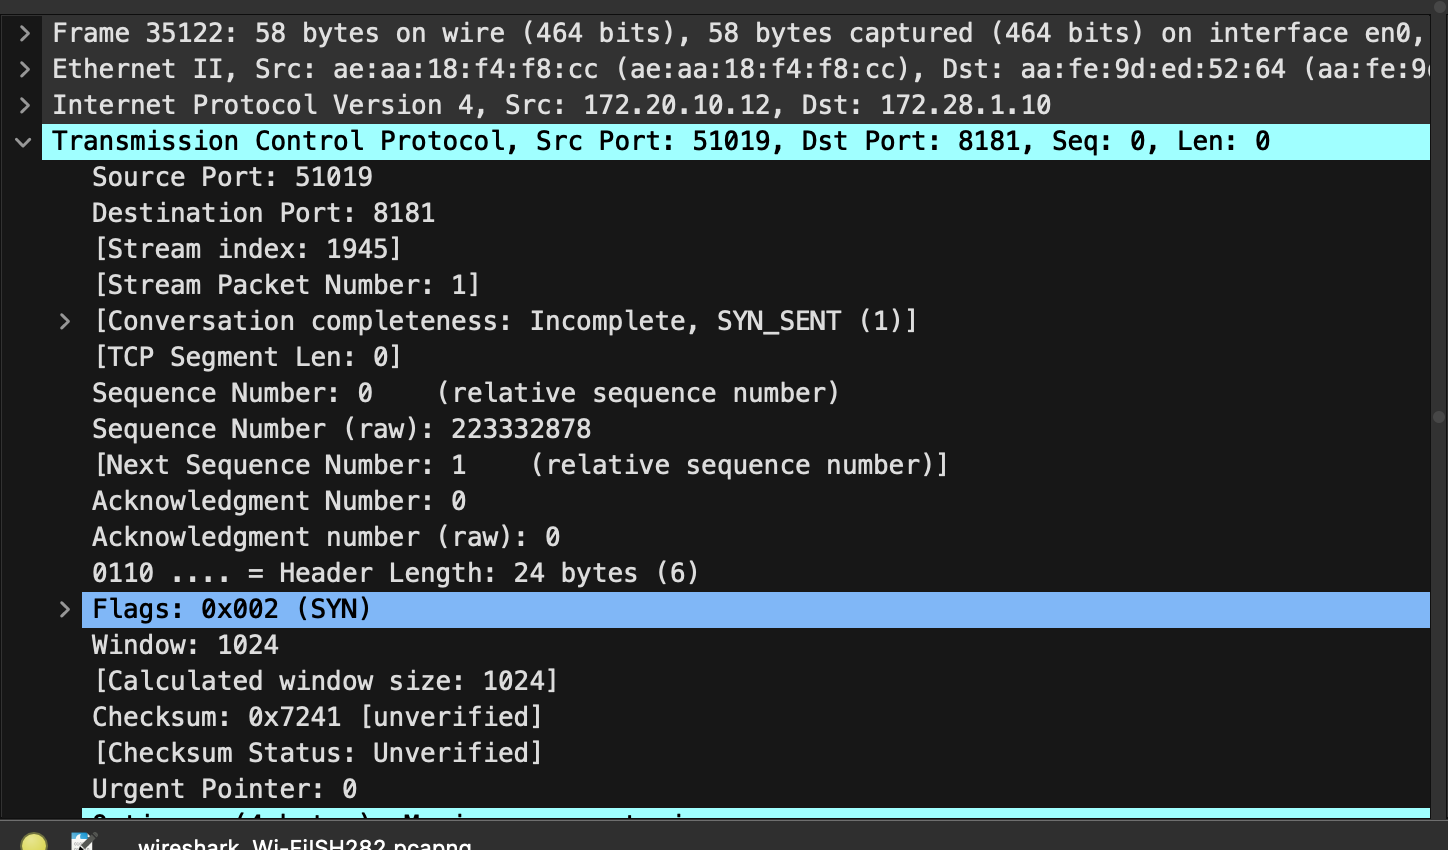 Frame 35122: 58 bytes on wire (464 bits), 58 bytes captured (464 bits) on interface en0,
Ethernet II, Src: ae:aa:18:f4:f8:cc (ae:aa:18:f4:f8:cc), Dst: aa:fe:9d:ed:52:64 (aa:fe:9
Internet Protocol Version 4, Src: 172.20.10.12, Dst: 172.28.1.10
Transmission Control Protocol, Src Port: 51019, Dst Port: 8181, Seq: 0, Len: 0
Source Port: 51019
Destination Port: 8181
[Stream index: 1945]
[Stream Packet Number: 1]
[Conversation completeness: Incomplete, SYN_SENT (1)]
[TCP Segment Len: 0]
Sequence Number: 0    (relative sequence number)
Sequence Number (raw): 223332878
[Next Sequence Number: 1    (relative sequence number)]
Acknowledgment Number: 0
Acknowledgment number (raw): 0
0110 .... = Header Length: 24 bytes (6)
Flags: 0x002 (SYN)
Window: 1024
[Calculated window size: 1024]
Checksum: 0x7241 [unverified]
[Checksum Status: Unverified]
Urgent Pointer: 0
wireshark_Wi-FiISH282.pcapng